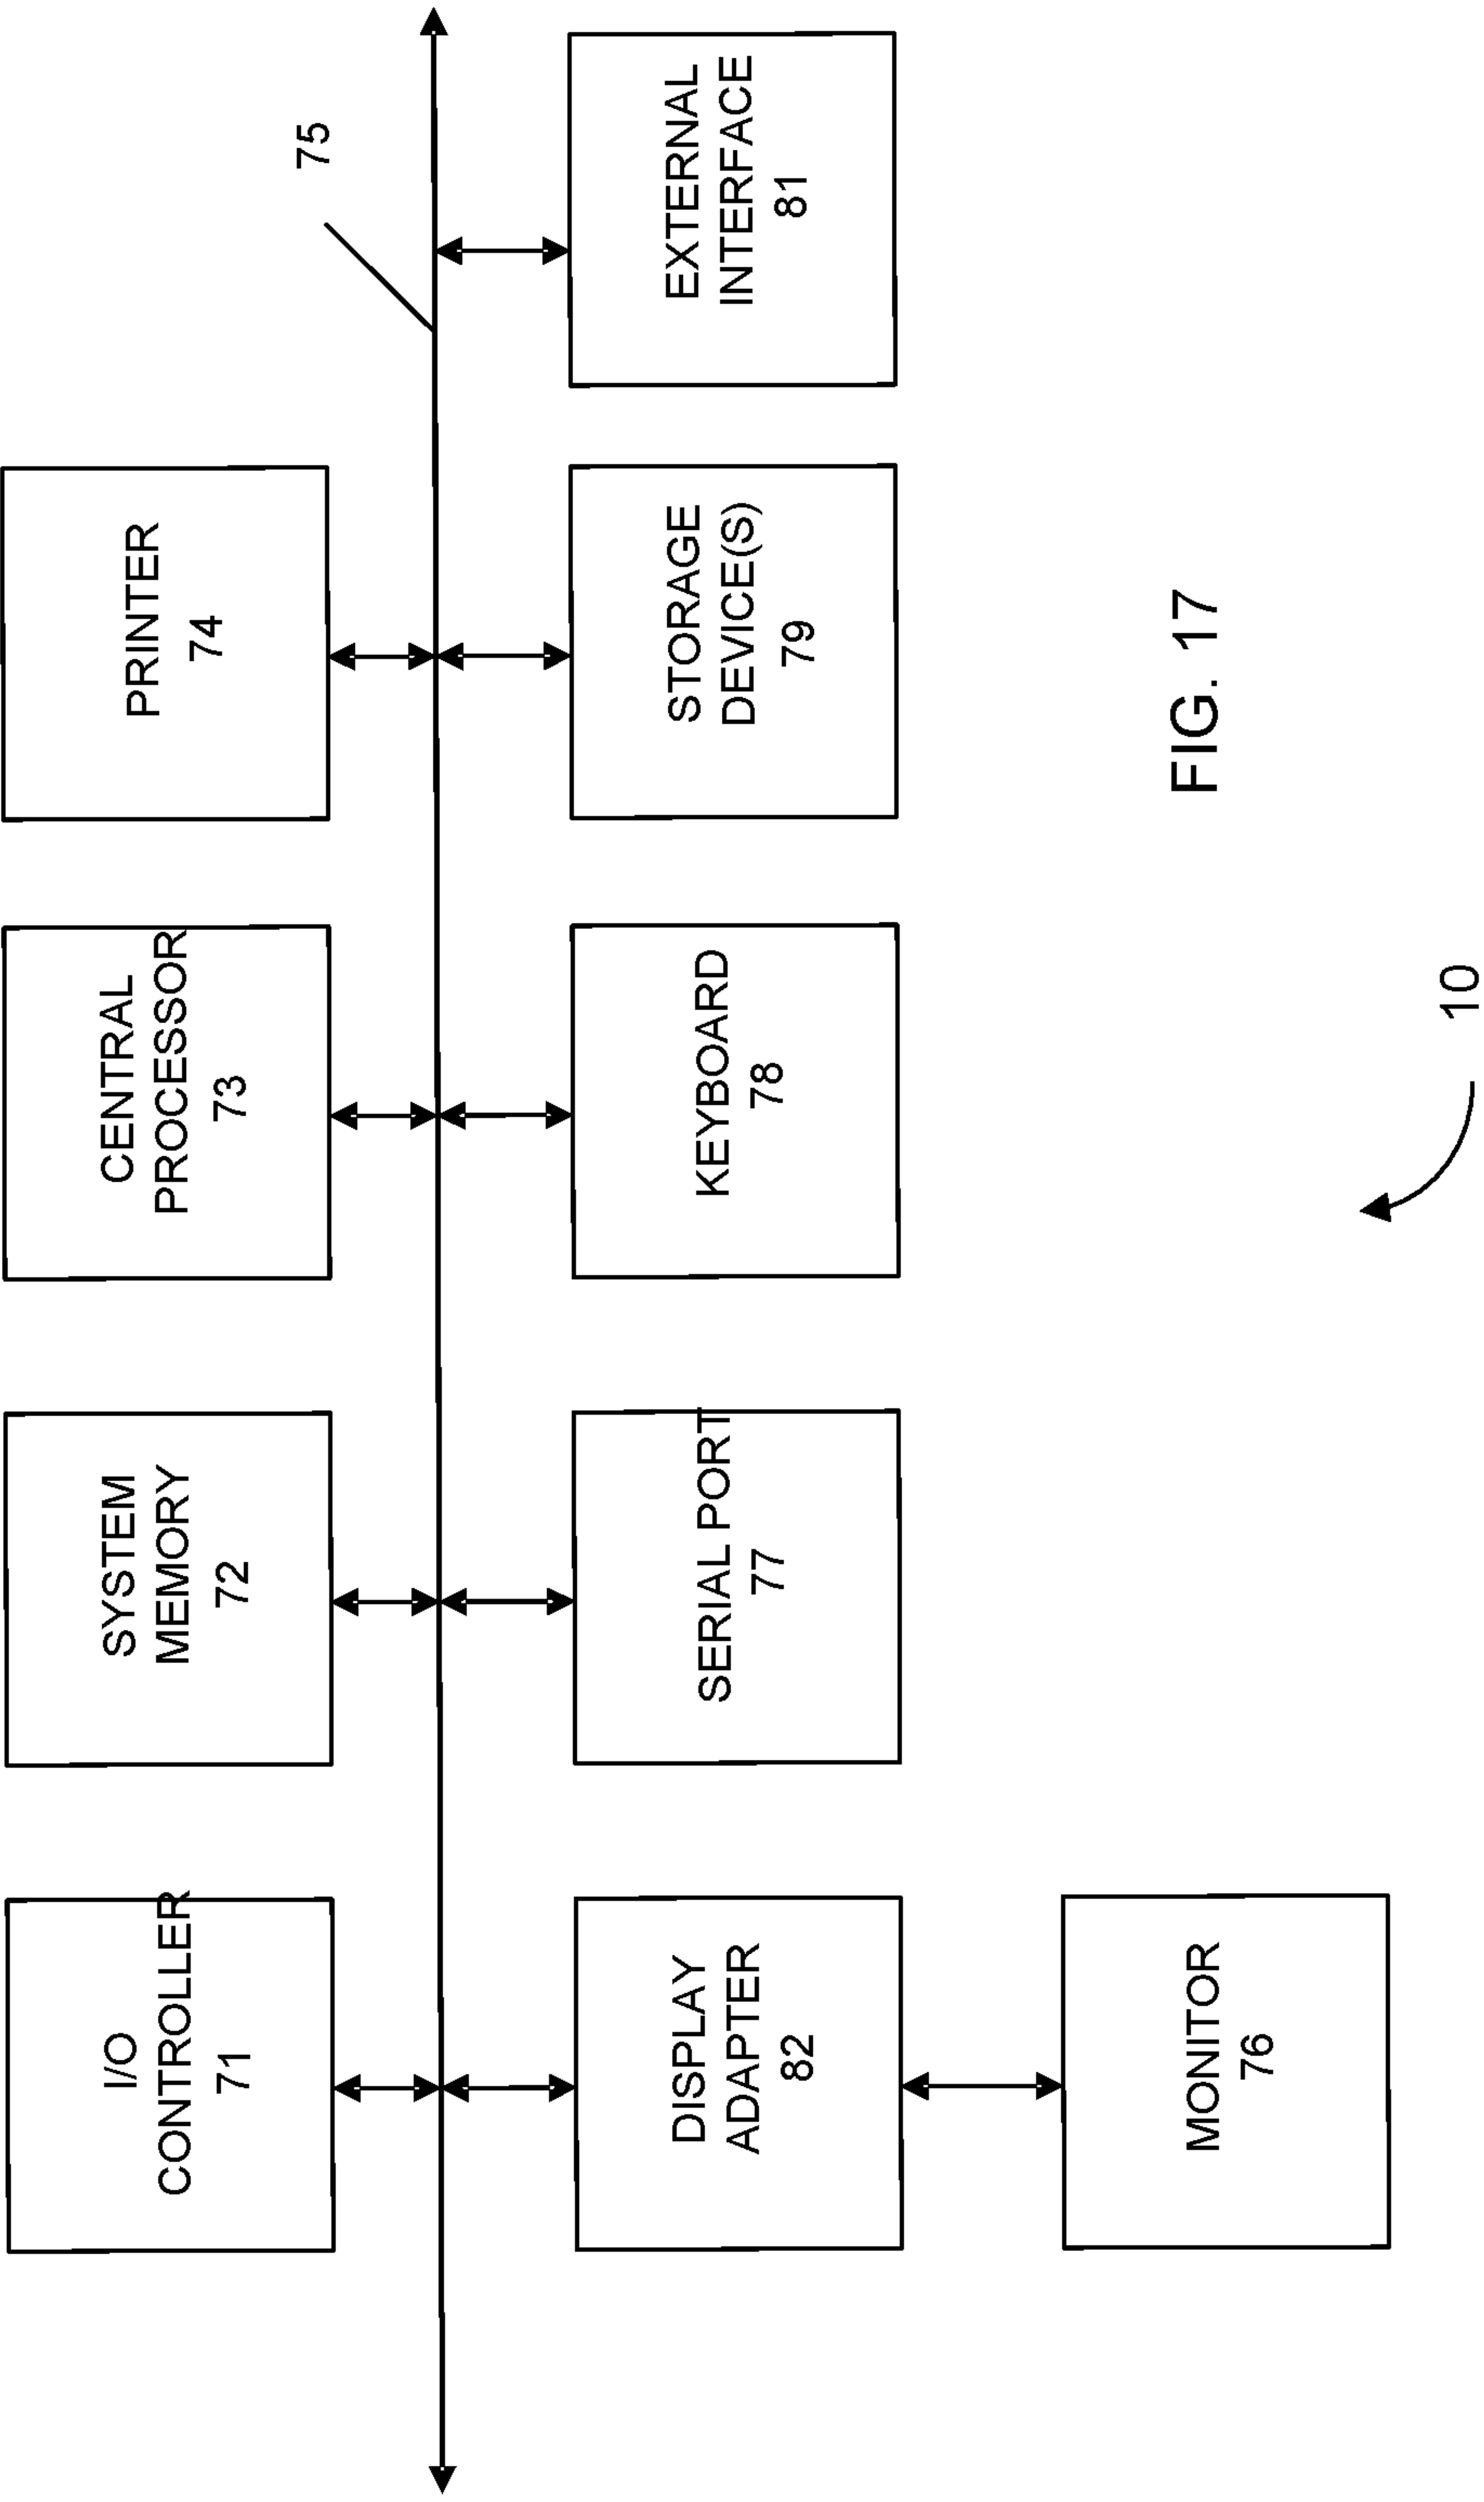 I/O
CONTROLLER
71
SYSTEM
MEMORY
72
CENTRAL
PROCESSOR
73
PRINTER
74
75
DISPLAY
ADAPTER
82
SERIAL PORT
77
KEYBOARD
78
STORAGE
DEVICE(S)
79
EXTERNAL
INTERFACE
81
MONITOR
76
FIG. 17
10